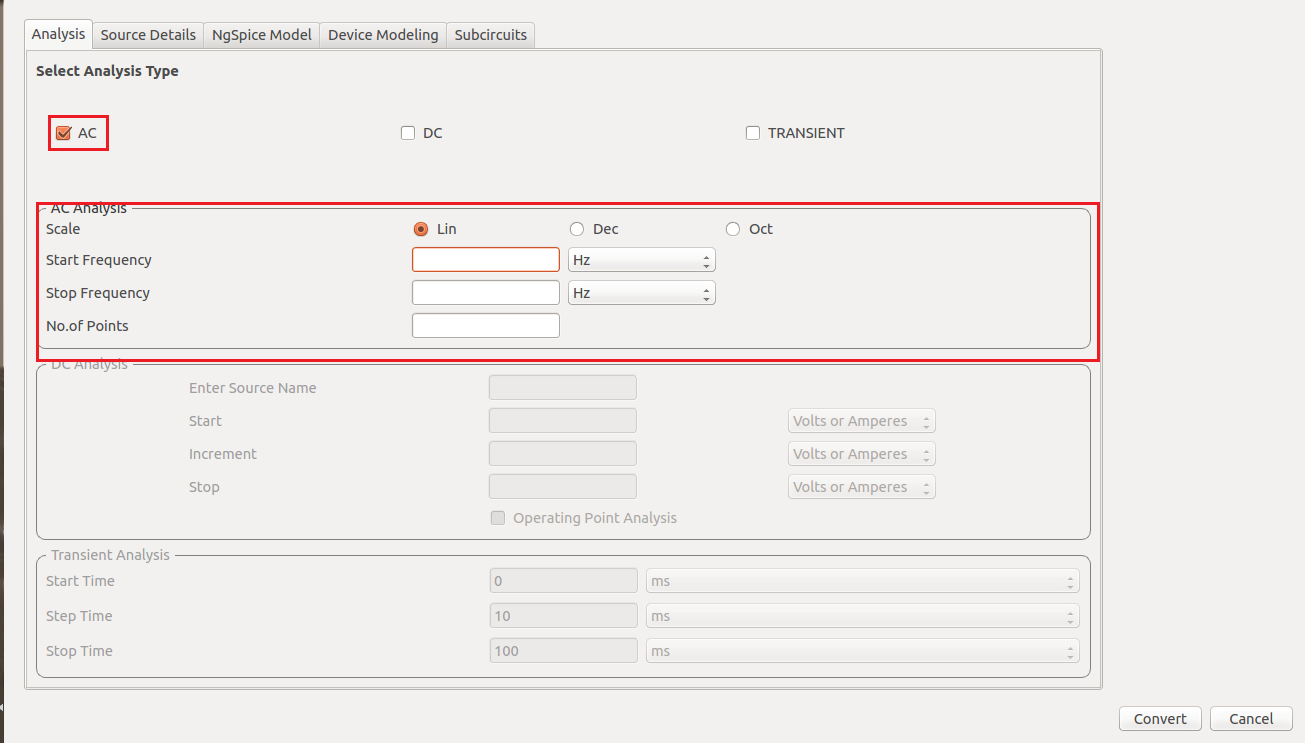 Analysis Source Details NgSpice Model Device Modeling Subcircuits
Select Analysis Type
AC DC TRANSIENT
AC Analysis
Scale Lin Dec Oct
Start Frequency Hz
Stop Frequency Hz
No.of Points
DC Analysis
Enter Source Name
Start Volts or Amperes
Increment Volts or Amperes
Stop Volts or Amperes
Operating Point Analysis
Transient Analysis
Start Time 0 ms
Step Time 10 ms
Stop Time 100 ms
Convert Cancel